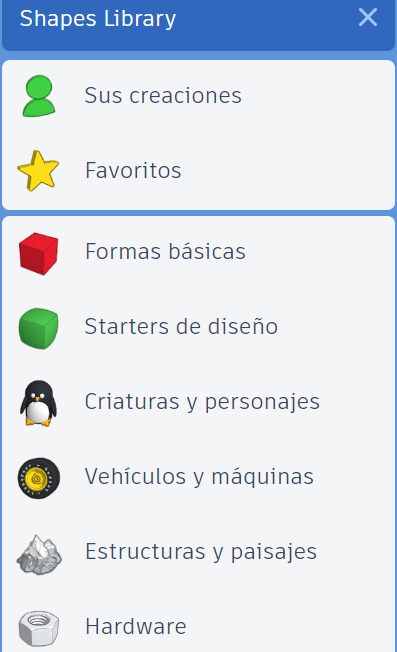 Shapes Library
Sus creaciones
Favoritos
Formas básicas
Starters de diseño
Criaturas y personajes
Vehículos y máquinas
Estructuras y paisajes
Hardware